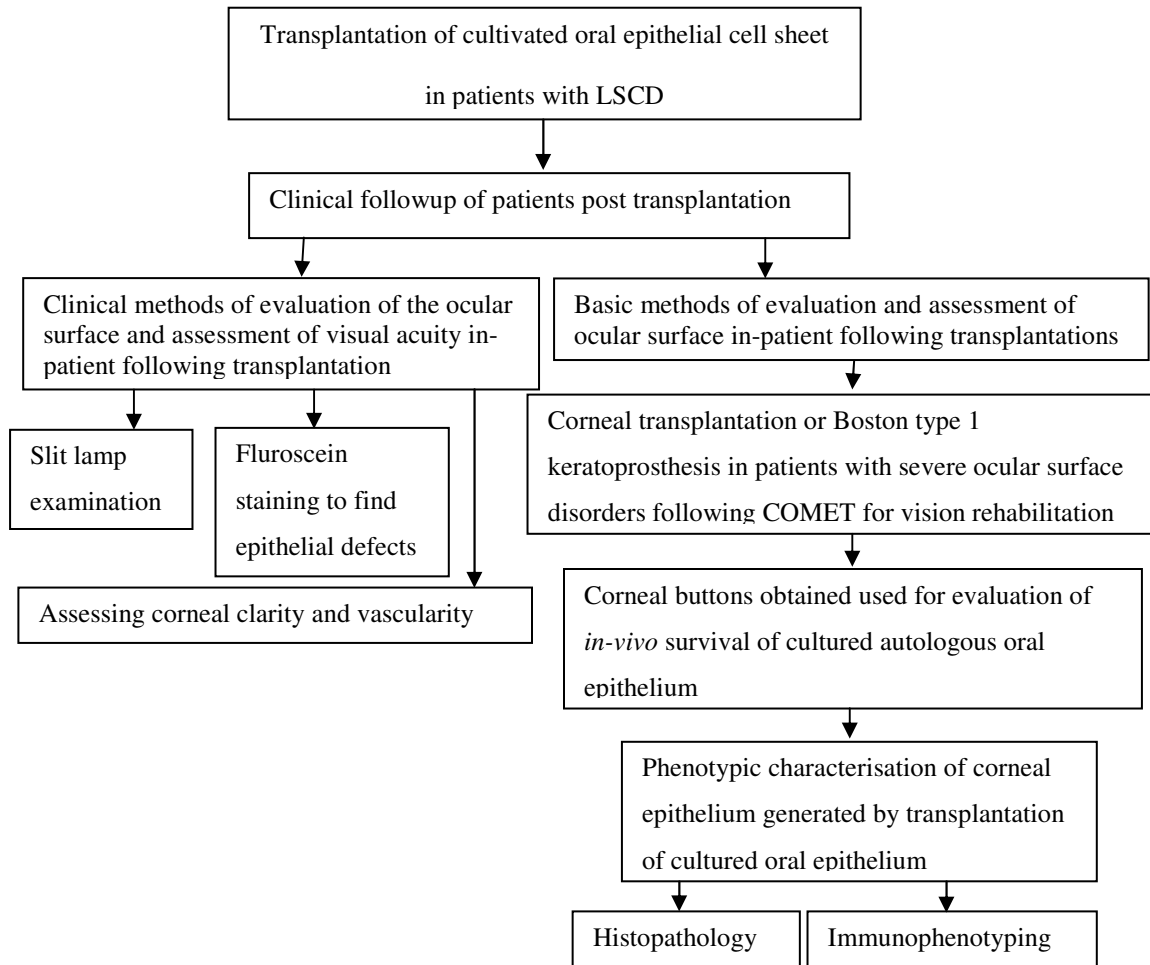 Transplantation of cultivated oral epithelial cell sheet
in patients with LSCD
Clinical followup of patients post transplantation
Clinical methods of evaluation of the ocular
surface and assessment of visual acuity in-
patient following transplantation
Slit lamp
examination
Fluroscein
staining to find
epithelial defects
Assessing corneal clarity and vascularity
Basic methods of evaluation and assessment of
ocular surface in-patient following transplantations
Corneal transplantation or Boston type 1
keratoprosthesis in patients with severe ocular surface
disorders following COMET for vision rehabilitation
Corneal buttons obtained used for evaluation of
in-vivo survival of cultured autologous oral
epithelium
Phenotypic characterisation of corneal
epithelium generated by transplantation
of cultured oral epithelium
Histopathology
Immunophenotyping